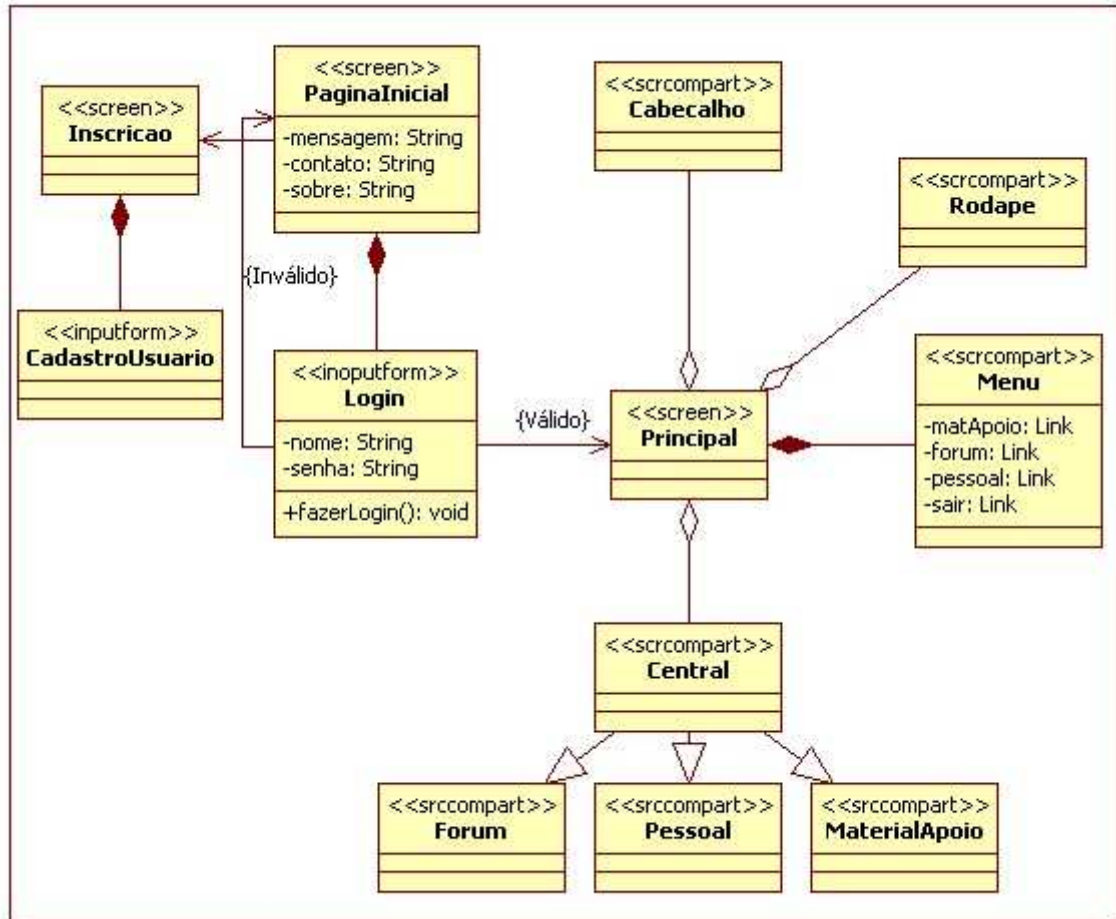 <<screen>>
Inscricao
<<screen>>
PaginaInicial
-mensagem: String
-contato: String
-sobre: String
<<scrcompart>>
Cabecalho
<<scrcompart>>
Rodape
{Inválido}
<<inputform>>
CadastroUsuario
<<inoputform>>
Login
-nome: String
-senha: String
+fazerLogin(): void
{Válido}
<<screen>>
Principal
<<scrcompart>>
Menu
-matApoio: Link
-forum: Link
-pessoal: Link
-sair: Link
<<scrcompart>>
Central
<<srccompart>>
Forum
<<srccompart>>
Pessoal
<<srccompart>>
MaterialApoio